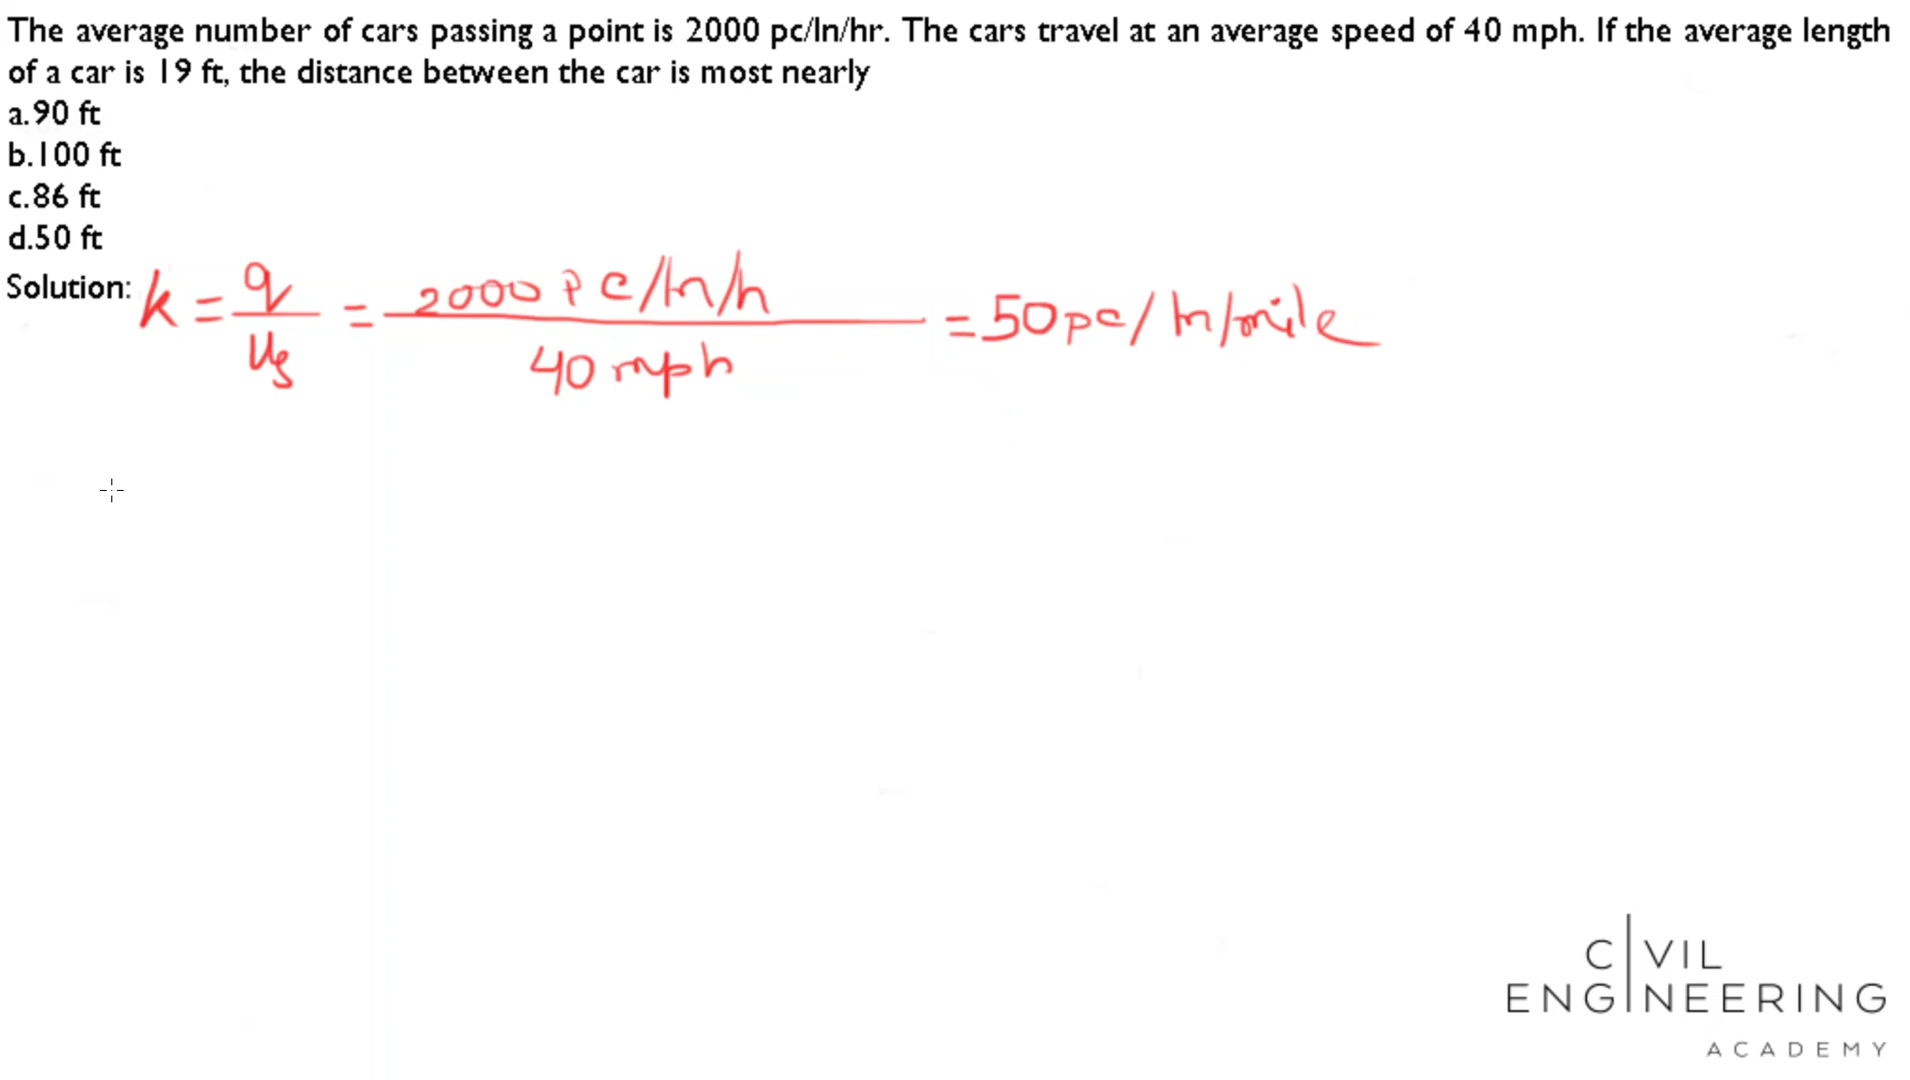 The average number of cars passing a point is 2000 pc/ln/hr. The cars travel at an average speed of 40 mph. If the average length
of a car is 19 ft, the distance between the car is most nearly
a.90 ft
b.100 ft
c.86 ft
d.50 ft
Solution: k = q / us = 2000 pc/ln/h / 40 mph = 50 pc/ln/mile
CIVIL
ENGINEERING
ACADEMY